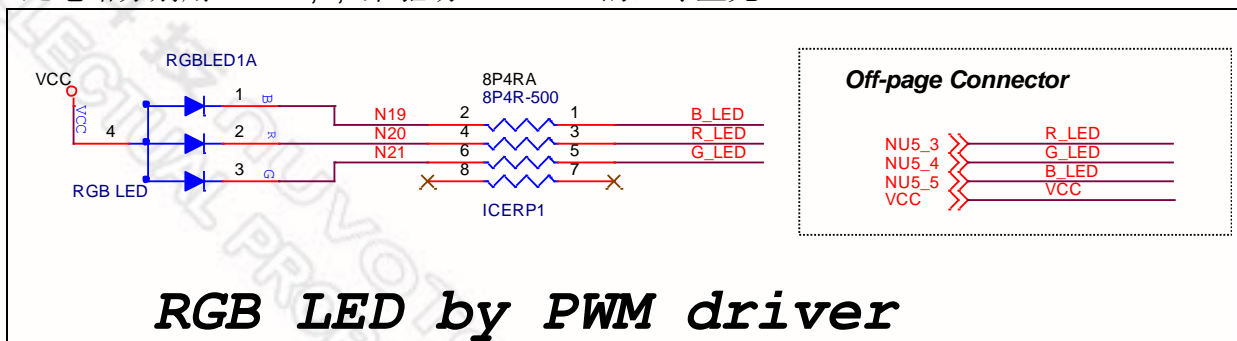 RGBLED1A
VCC
VCC
4
1
B
2
R
3
G
RGB LED
8P4RA
8P4R-500
N19
2
1
B_LED
N20
4
3
R_LED
N21
6
5
G_LED
8
7
ICERP1
Off-page Connector
NU5_3
R_LED
NU5_4
G_LED
NU5_5
B_LED
VCC
VCC
RGB LED by PWM driver